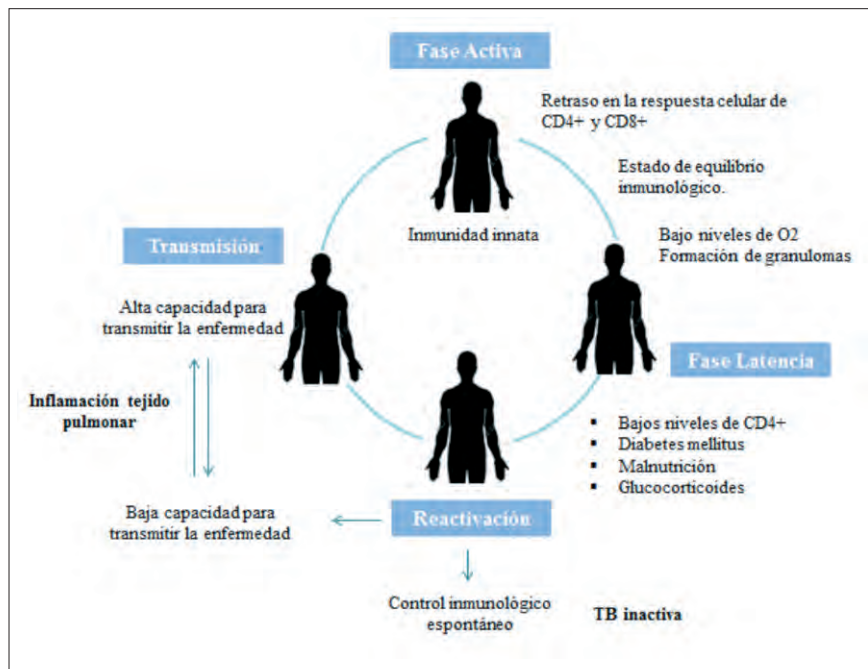 Fase Activa
Retraso en la respuesta celular de
CD4+ y CD8+
Estado de equilibrio
inmunológico.
Inmunidad innata
Bajo niveles de O2
Formación de granulomas
Transmisión
Alta capacidad para
transmitir la enfermedad
Fase Latencia
Inflamación tejido
pulmonar
▪ Bajos niveles de CD4+
▪ Diabetes mellitus
▪ Malnutrición
▪ Glucocorticoides
Baja capacidad para
transmitir la enfermedad
Reactivación
Control inmunológico
espontáneo
TB inactiva